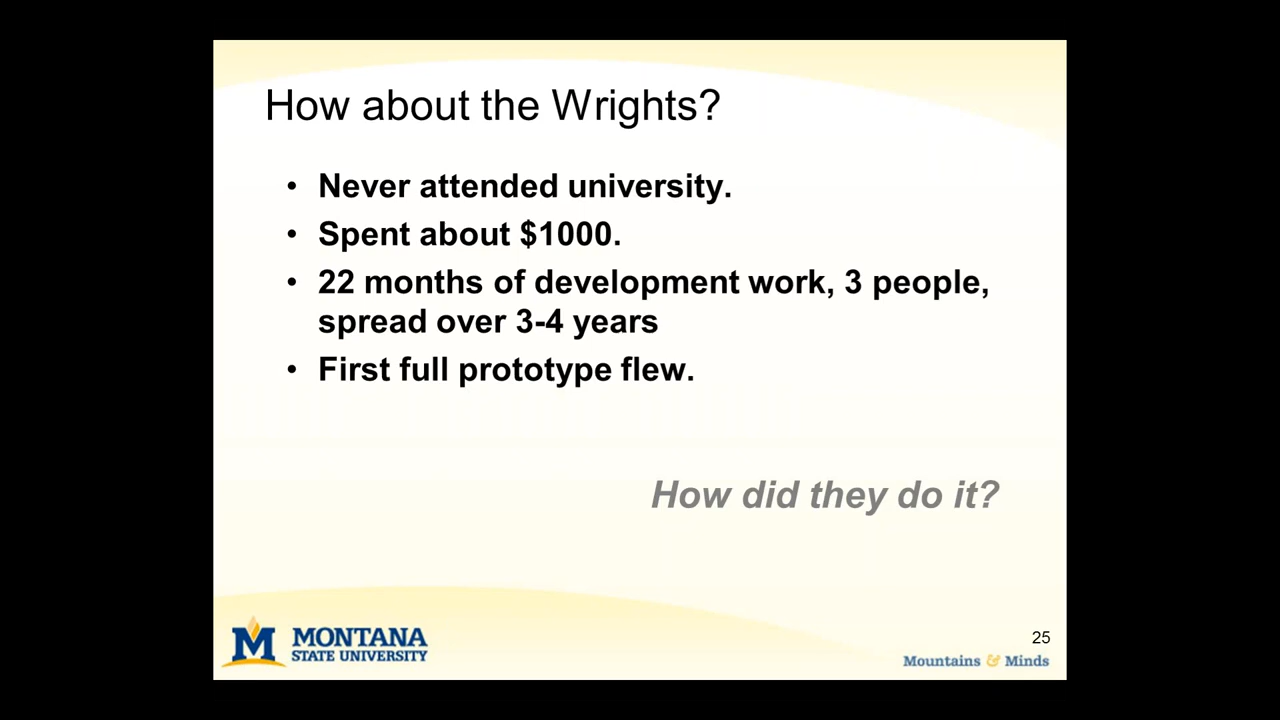 How about the Wrights?
• Never attended university.
• Spent about $1000.
• 22 months of development work, 3 people,
spread over 3-4 years
• First full prototype flew.
How did they do it?
M MONTANA
STATE UNIVERSITY
25
Mountains & Minds